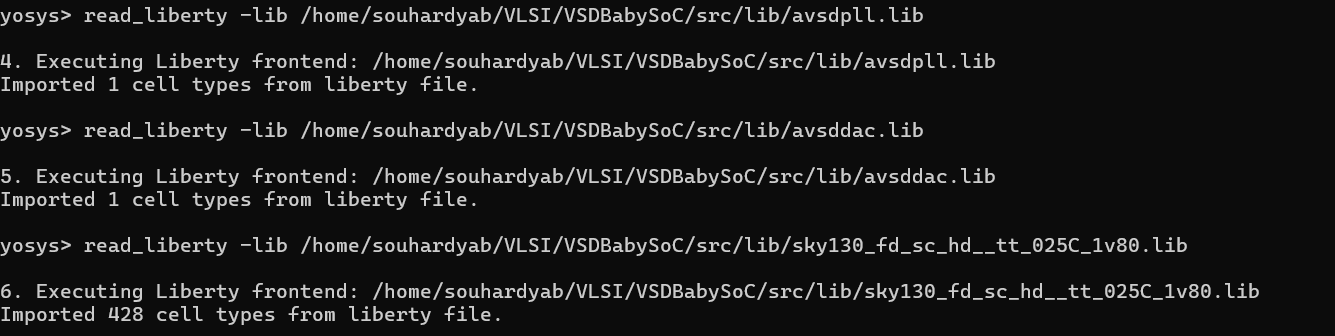 yosys> read_liberty -lib /home/souhardyab/VLSI/VSDBabySoC/src/lib/avsdpll.lib
4. Executing Liberty frontend: /home/souhardyab/VLSI/VSDBabySoC/src/lib/avsdpll.lib
Imported 1 cell types from liberty file.
yosys> read_liberty -lib /home/souhardyab/VLSI/VSDBabySoC/src/lib/avsddac.lib
5. Executing Liberty frontend: /home/souhardyab/VLSI/VSDBabySoC/src/lib/avsddac.lib
Imported 1 cell types from liberty file.
yosys> read_liberty -lib /home/souhardyab/VLSI/VSDBabySoC/src/lib/sky130_fd_sc_hd__tt_025C_1v80.lib
6. Executing Liberty frontend: /home/souhardyab/VLSI/VSDBabySoC/src/lib/sky130_fd_sc_hd__tt_025C_1v80.lib
Imported 428 cell types from liberty file.